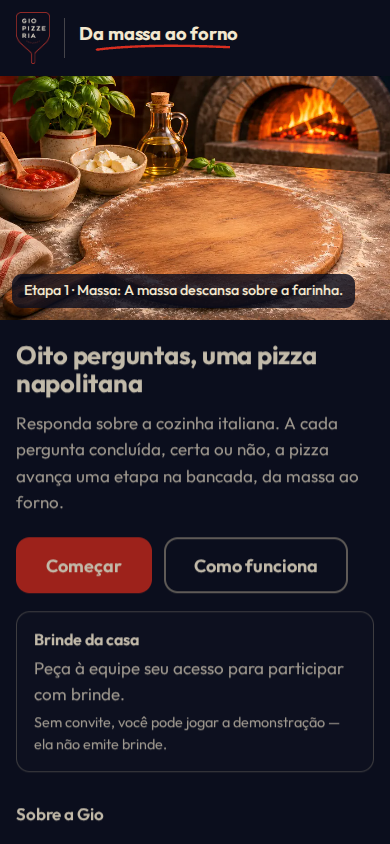 GIO
PIZZE
RIA
Da massa ao forno
Etapa 1 · Massa: A massa descansa sobre a farinha.
Oito perguntas, uma pizza
napolitana
Responda sobre a cozinha italiana. A cada
pergunta concluída, certa ou não, a pizza
avança uma etapa na bancada, da massa ao
forno.
Começar
Como funciona
Brinde da casa
Peça à equipe seu acesso para participar
com brinde.
Sem convite, você pode jogar a demonstração —
ela não emite brinde.
Sobre a Gio